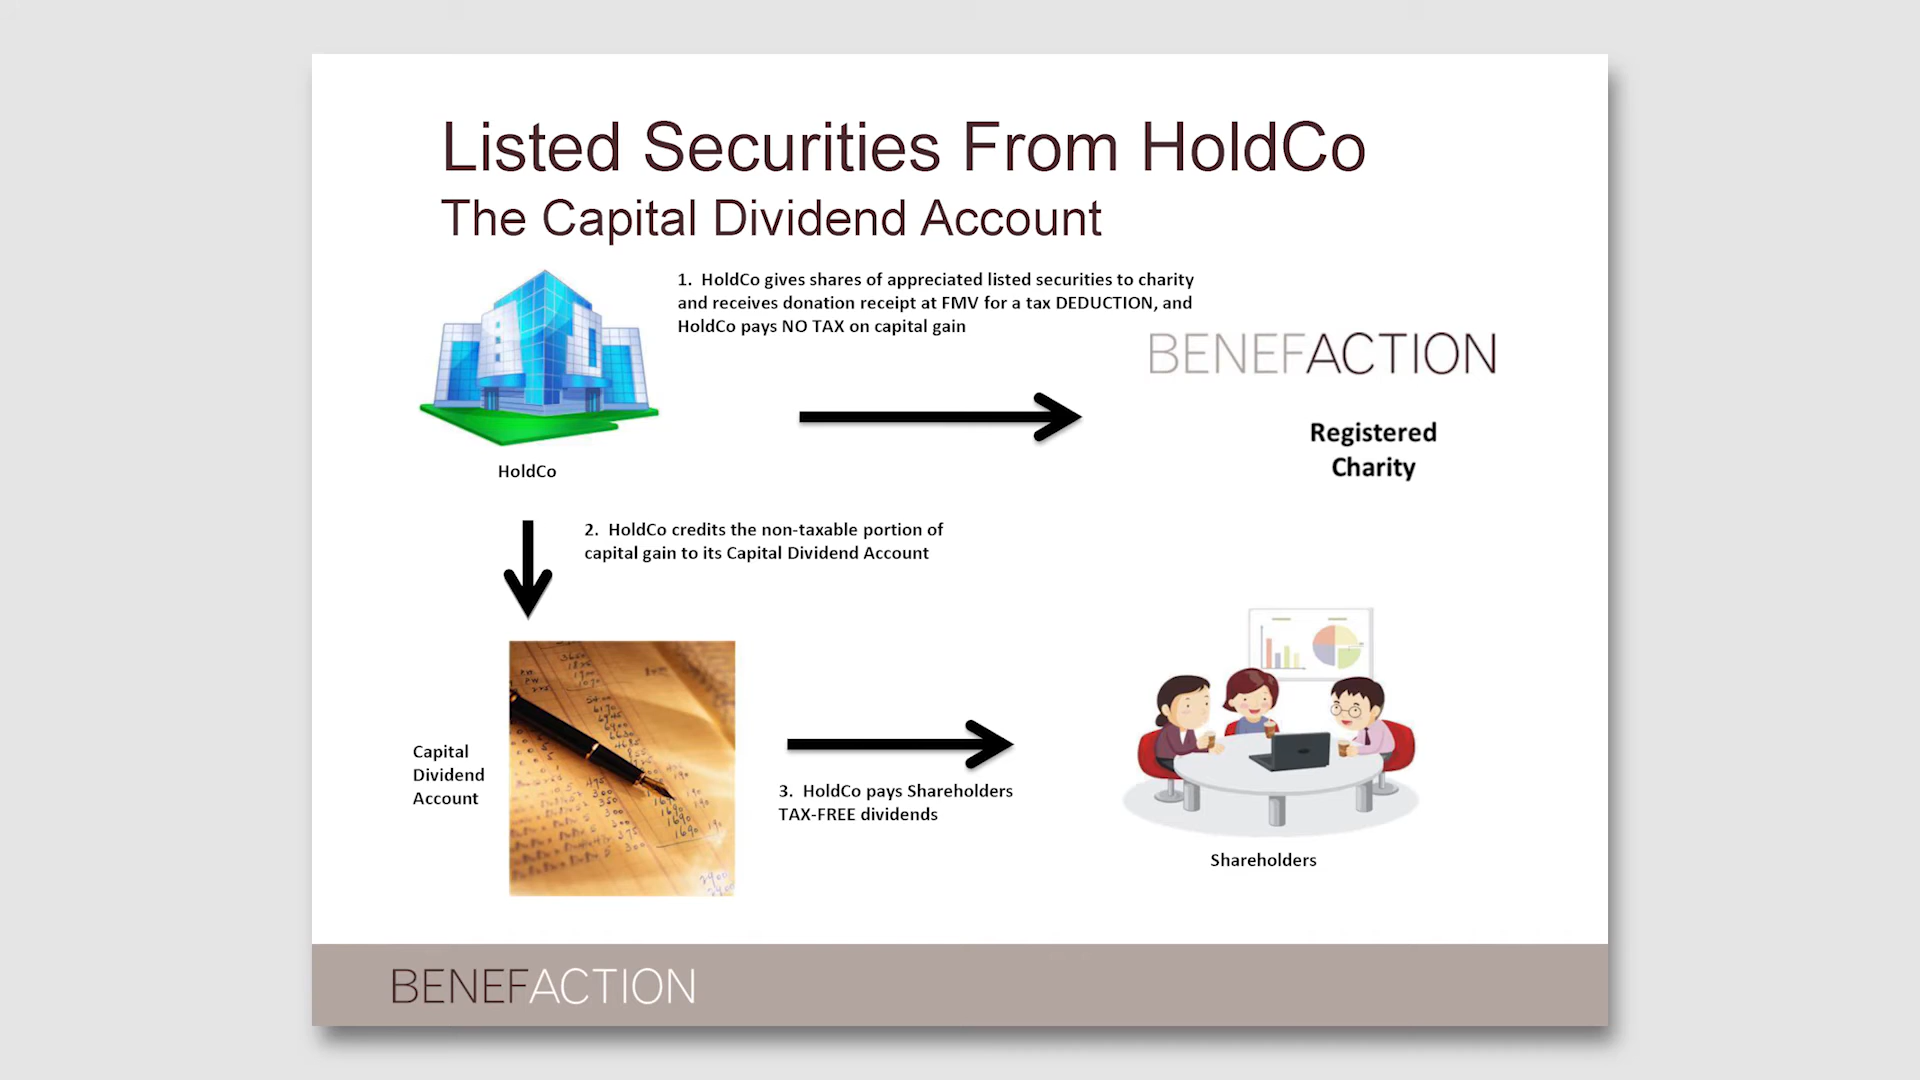 Listed Securities From HoldCo
The Capital Dividend Account
1. HoldCo gives shares of appreciated listed securities to charity
and receives donation receipt at FMV for a tax DEDUCTION, and
HoldCo pays NO TAX on capital gain
BENEFACTION
Registered
Charity
HoldCo
2. HoldCo credits the non-taxable portion of
capital gain to its Capital Dividend Account
Capital
Dividend
Account
3. HoldCo pays Shareholders
TAX-FREE dividends
Shareholders
BENEFACTION